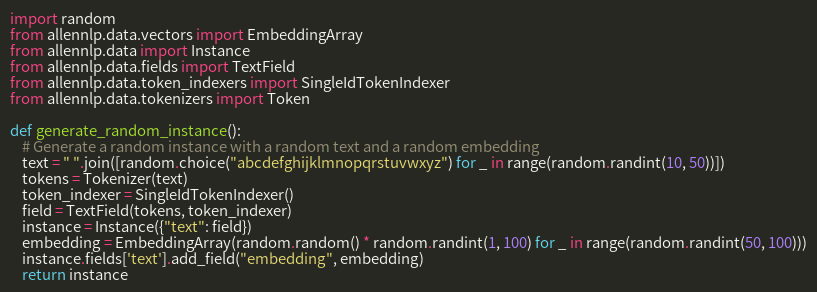 import random
from allennlp.data.vectors import EmbeddingArray
from allennlp.data import Instance
from allennlp.data.fields import TextField
from allennlp.data.token_indexers import SingleIdTokenIndexer
from allennlp.data.tokenizers import Token
def generate_random_instance():
# Generate a random instance with a random text and a random embedding
text = " ".join([random.choice("abcdefghijklmnopqrstuvwxyz") for _ in range(random.randint(10, 50))])
tokens = Tokenizer(text)
token_indexer = SingleIdTokenIndexer()
field = TextField(tokens, token_indexer)
instance = Instance({"text": field})
embedding = EmbeddingArray(random.random() * random.randint(1, 100) for _ in range(random.randint(50, 100)))
instance.fields['text'].add_field("embedding", embedding)
return instance